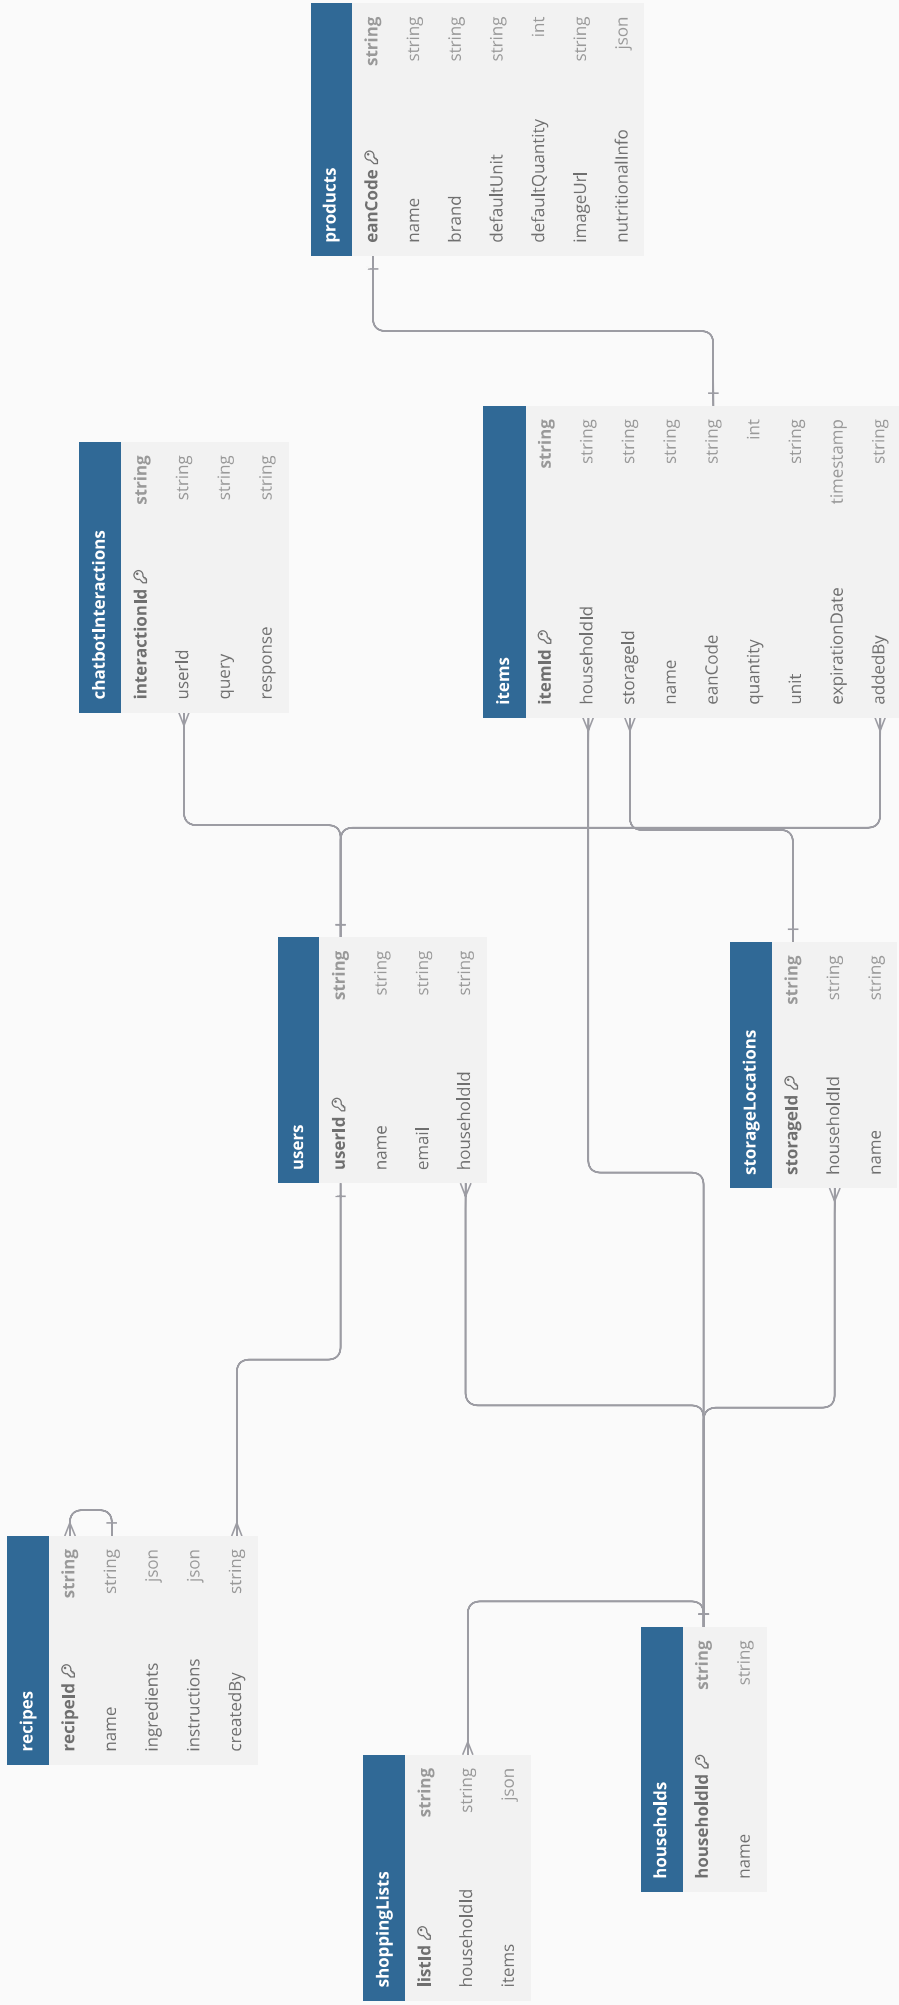 recipes
recipeId string
name string
ingredients json
instructions json
createdBy string
chatbotInteractions
interactionId string
userId string
query string
response string
users
userId string
name string
email string
householdId string
products
eanCode string
name string
brand string
defaultUnit string
defaultQuantity int
imageUrl string
nutritionalInfo json
shoppingLists
listId string
householdId string
items json
items
itemId string
householdId string
storageId string
name string
eanCode string
quantity int
unit string
expirationDate timestamp
addedBy string
households
householdId string
name string
storageLocations
storageId string
householdId string
name string